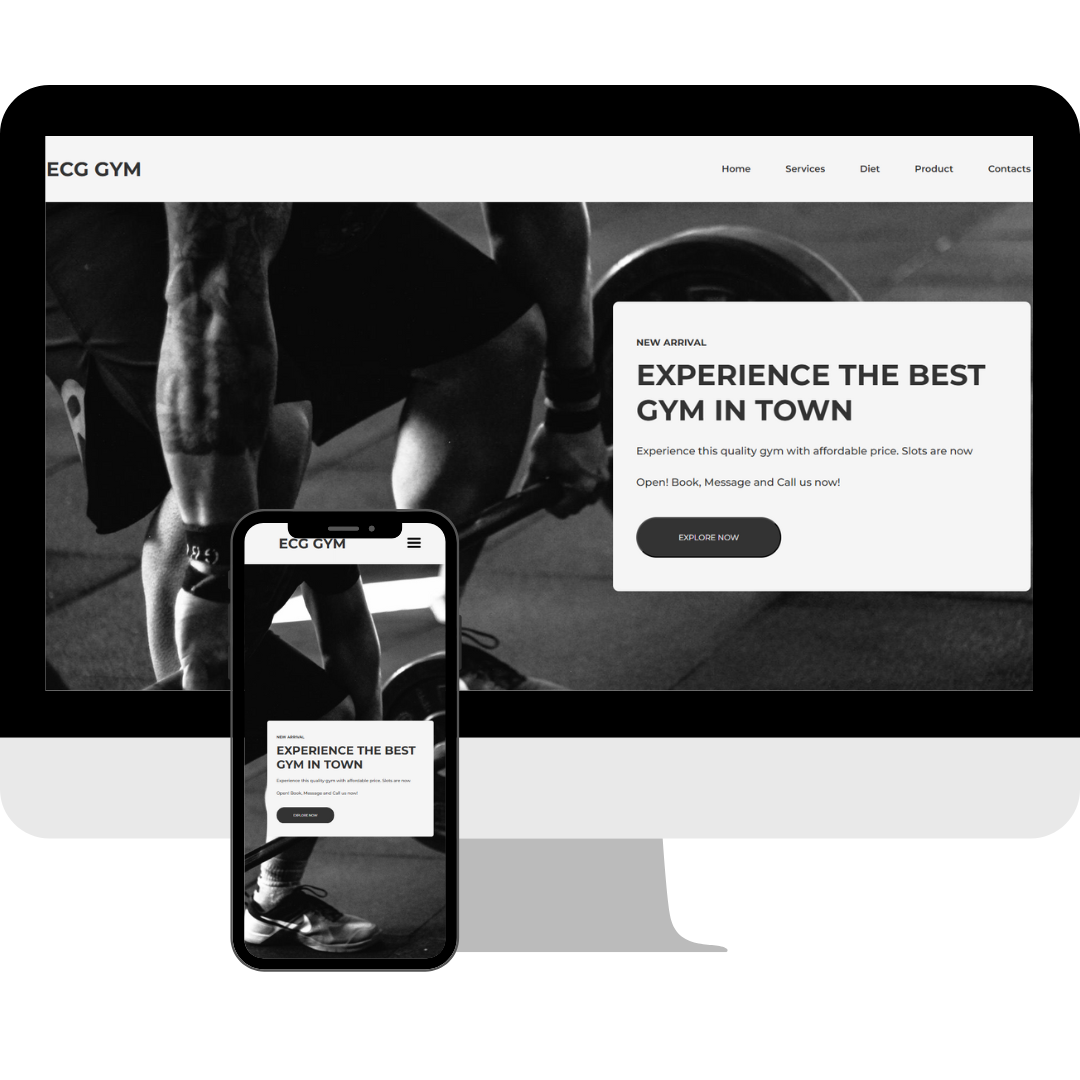 ECG GYM
Home Services Diet Product Contacts
NEW ARRIVAL
EXPERIENCE THE BEST
GYM IN TOWN
Experience this quality gym with affordable price. Slots are now
Open! Book, Message and Call us now!
EXPLORE NOW
ECG GYM
NEW ARRIVAL
EXPERIENCE THE BEST
GYM IN TOWN
Experience this quality gym with affordable price. Slots are now
Open! Book, Message and Call us now!
EXPLORE NOW